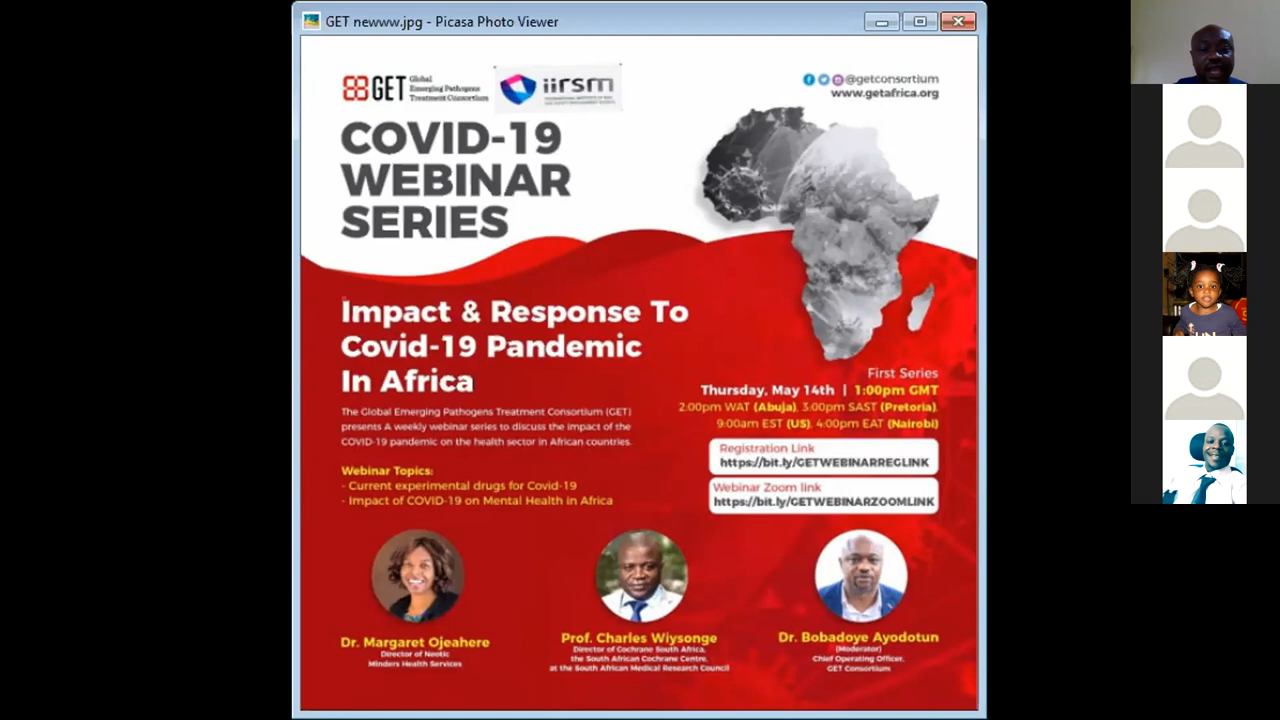 GET newww.jpg - Picasa Photo Viewer
GET Global
Emerging Pathogens
Treatment Consortium
iirsm
@getconsortium
www.getafrica.org
COVID-19
WEBINAR
SERIES
Impact & Response To
Covid-19 Pandemic
In Africa
The Global Emerging Pathogens Treatment Consortium (GET)
presents A weekly webinar series to discuss the impact of the
COVID-19 pandemic on the health sector in African countries.
Webinar Topics:
- Current experimental drugs for Covid-19
- Impact of COVID-19 on Mental Health in Africa
First Series
Thursday, May 14th | 1:00pm GMT
2:00pm WAT (Abuja), 3:00pm SAST (Pretoria),
9:00am EST (US), 4:00pm EAT (Nairobi)
Registration Link
https://bit.ly/GETWEBINARREGLINK
Webinar Zoom link
https://bit.ly/GETWEBINARZOOMLINK
Dr. Margaret Ojeahere
Director of Neotic
Minders Health Services
Prof. Charles Wiysonge
Director of Cochrane South Africa,
the South African Cochrane Centre,
at the South African Medical Research Council
Dr. Bobadoye Ayodotun
(Moderator)
Chief Operating Officer,
GET Consortium